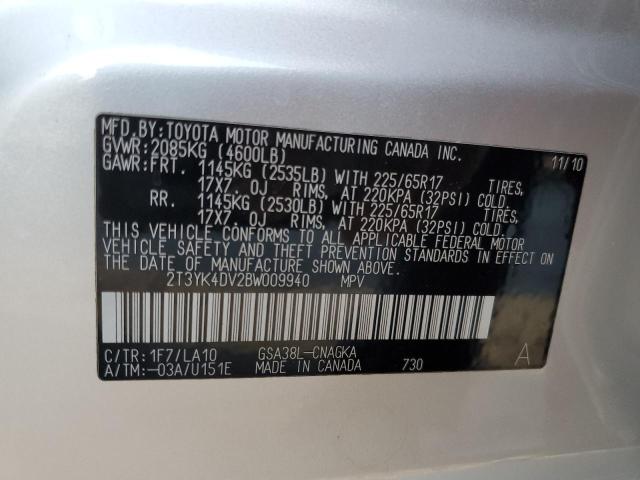 MFD.BY:TOYOTA MOTOR MANUFACTURING CANADA INC.
GVWR:2085KG (4600LB) 11/10
GAWR:FRT. 1145KG (2535LB) WITH 225/65R17 TIRES,
17X7.0J RIMS, AT 220KPA (32PSI) COLD.
RR. 1145KG (2530LB) WITH 225/65R17 TIRES,
17X7.0J RIMS, AT 220KPA (32PSI) COLD.
THIS VEHICLE CONFORMS TO ALL APPLICABLE FEDERAL MOTOR
VEHICLE SAFETY AND THEFT PREVENTION STANDARDS IN EFFECT ON
THE DATE OF MANUFACTURE SHOWN ABOVE.
2T3YK4DV2BW009940 MPV
C/TR:1F7/LA10 GSA38L-CNAGKA
A/TM:-03A/U151E MADE IN CANADA 730 A